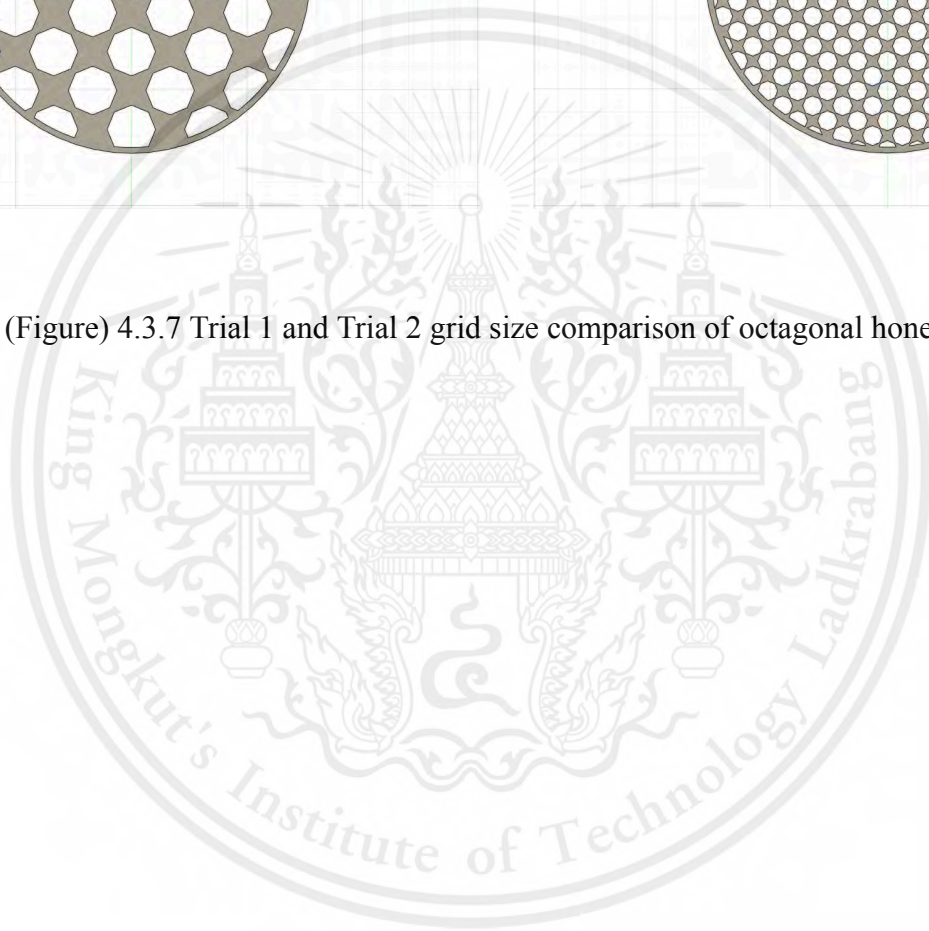 (Figure) 4.3.7 Trial 1 and Trial 2 grid size comparison of octagonal hone
King Mongkut's Institute of Technology Ladkrabang